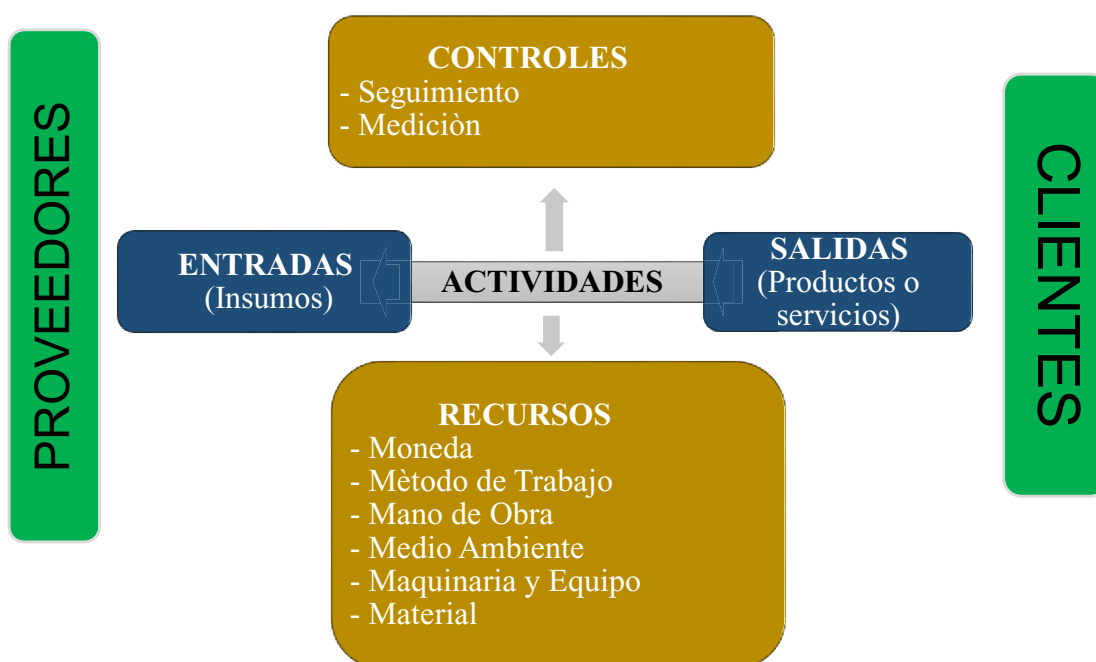 PROVEEDORES
CONTROLES
- Seguimiento
- Mediciòn
ENTRADAS
(Insumos)
ACTIVIDADES
SALIDAS
(Productos o
servicios)
RECURSOS
- Moneda
- Mètodo de Trabajo
- Mano de Obra
- Medio Ambiente
- Maquinaria y Equipo
- Material
CLIENTES